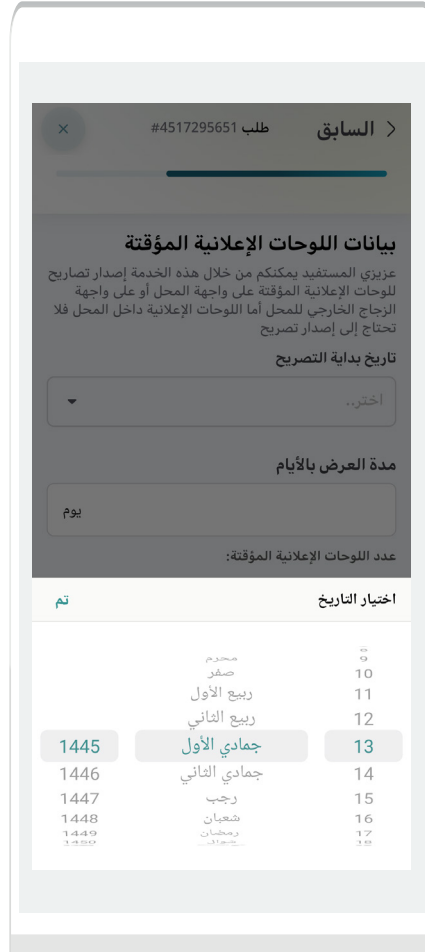 السابق
طلب 4517295651#
×
بيانات اللوحات الإعلانية المؤقتة
عزيزي المستفيد يمكنكم من خلال هذه الخدمة إصدار تصاريح
للوحات الإعلانية المؤقتة على واجهة المحل أو على واجهة
الزجاج الخارجي للمحل أما اللوحات الإعلانية داخل المحل فلا
تحتاج إلى إصدار تصريح
تاريخ بداية التصريح
اختر..
مدة العرض بالأيام
يوم
عدد اللوحات الإعلانية المؤقتة:
اختيار التاريخ تم
9 محرم
10 صفر
11 ربيع الأول
12 ربيع الثاني
13 جمادي الأول 1445
14 جمادي الثاني 1446
15 رجب 1447
16 شعبان 1448
17 رمضان 1449
18 شوال 1450